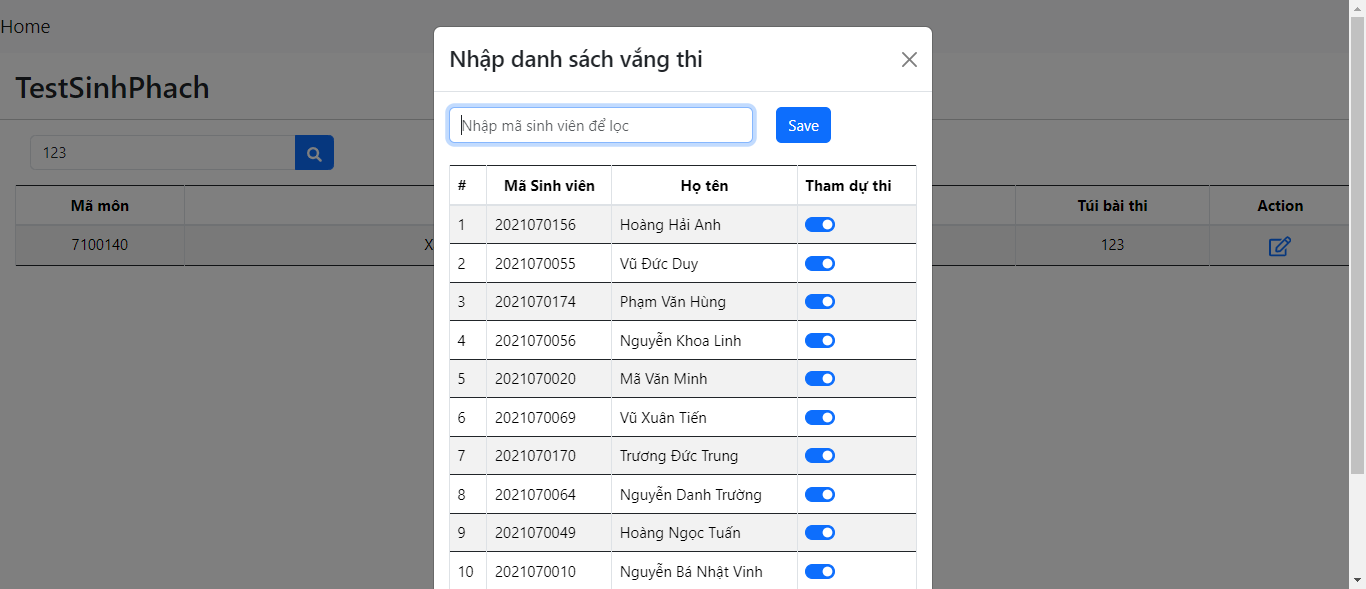 Home
TestSinhPhach
123
Mã môn Túi bài thi Action
7100140 X 123
Nhập danh sách vắng thi
Nhập mã sinh viên để lọc Save
# Mã Sinh viên Họ tên Tham dự thi
1 2021070156 Hoàng Hải Anh
2 2021070055 Vũ Đức Duy
3 2021070174 Phạm Văn Hùng
4 2021070056 Nguyễn Khoa Linh
5 2021070020 Mã Văn Minh
6 2021070069 Vũ Xuân Tiến
7 2021070170 Trương Đức Trung
8 2021070064 Nguyễn Danh Trường
9 2021070049 Hoàng Ngọc Tuấn
10 2021070010 Nguyễn Bá Nhật Vinh